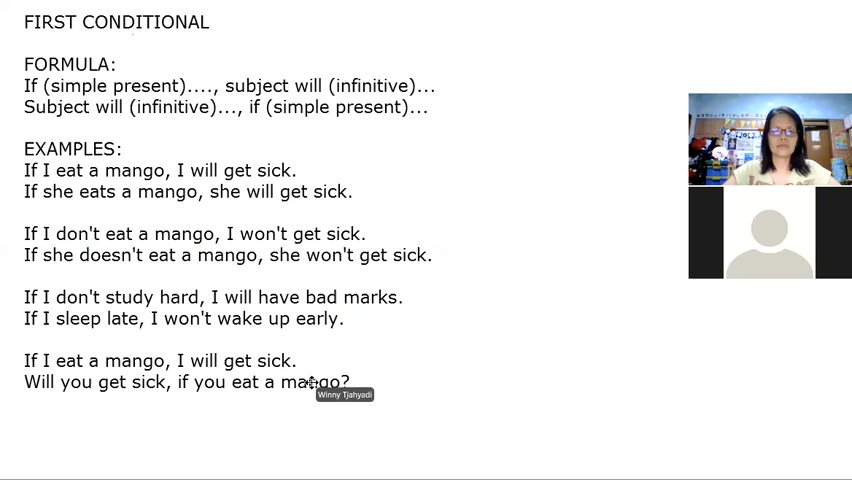 FIRST CONDITIONAL
FORMULA:
If (simple present)...., subject will (infinitive)...
Subject will (infinitive)..., if (simple present)...
EXAMPLES:
If I eat a mango, I will get sick.
If she eats a mango, she will get sick.
If I don't eat a mango, I won't get sick.
If she doesn't eat a mango, she won't get sick.
If I don't study hard, I will have bad marks.
If I sleep late, I won't wake up early.
If I eat a mango, I will get sick.
Will you get sick, if you eat a mango?
Winny Tjahyadi